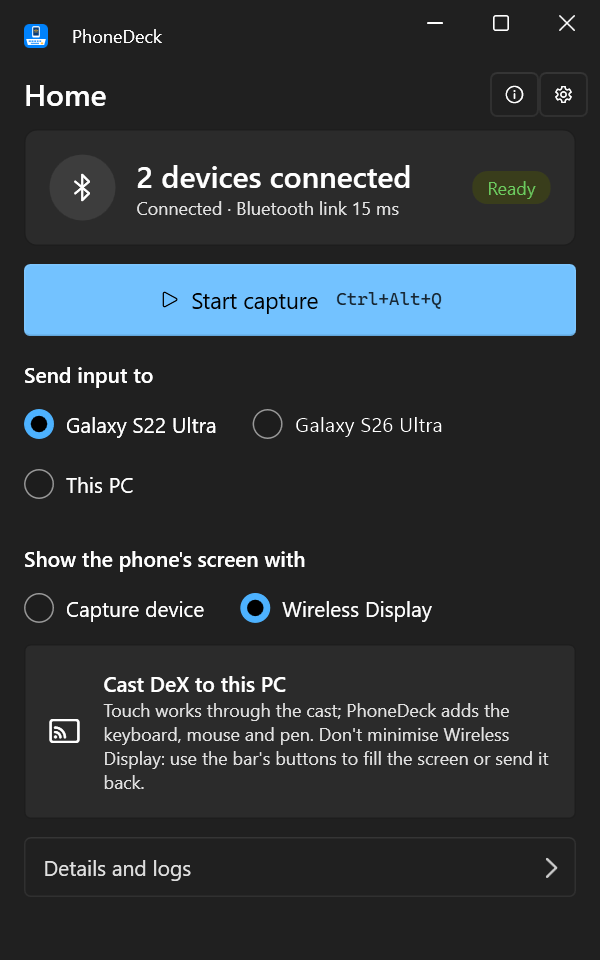 PhoneDeck
Home
2 devices connected
Connected · Bluetooth link 15 ms
Ready
Start capture Ctrl+Alt+Q
Send input to
Galaxy S22 Ultra
Galaxy S26 Ultra
This PC
Show the phone's screen with
Capture device
Wireless Display
Cast DeX to this PC
Touch works through the cast; PhoneDeck adds the
keyboard, mouse and pen. Don't minimise Wireless
Display: use the bar's buttons to fill the screen or send it
back.
Details and logs